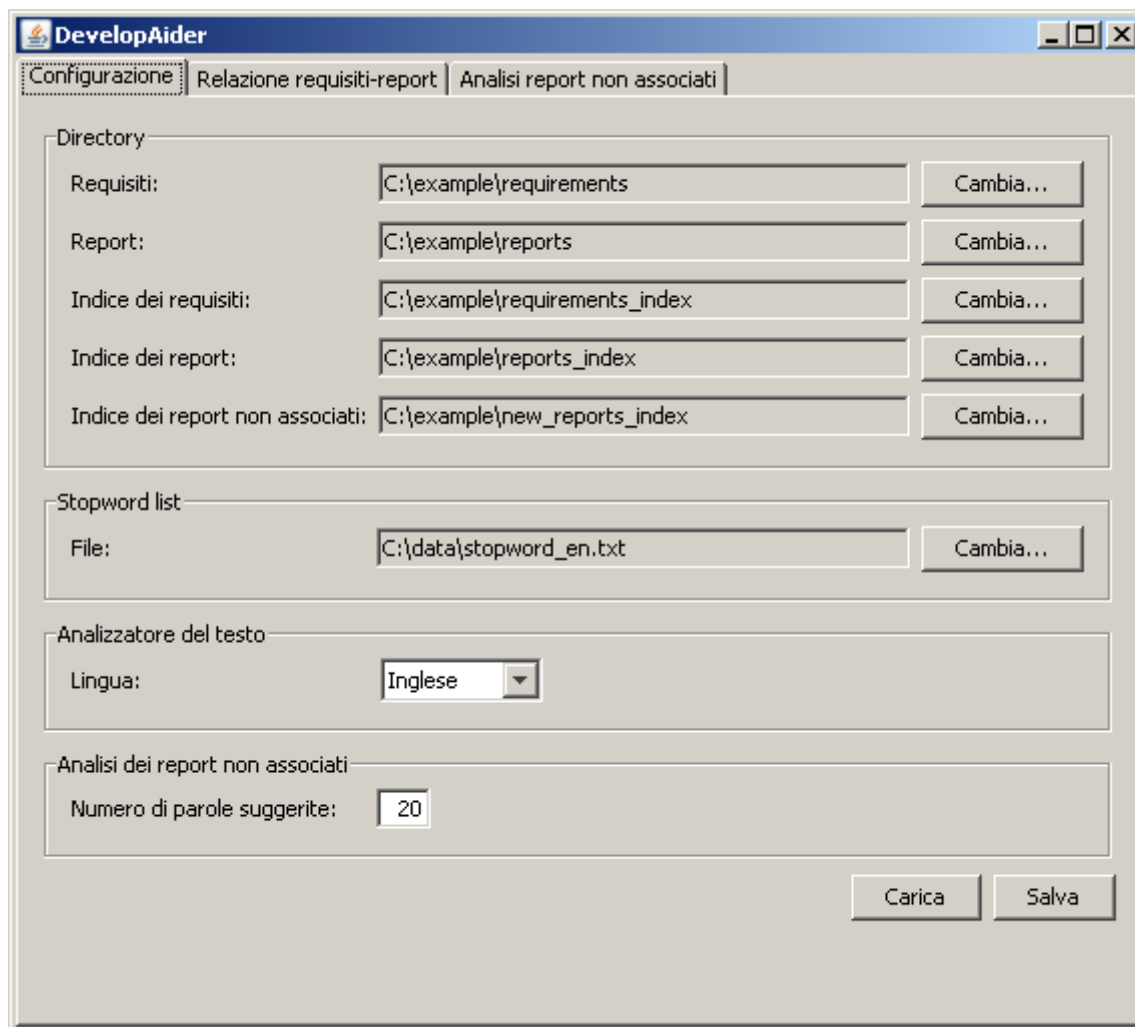 DevelopAider
Configurazione Relazione requisiti-report Analisi report non associati
Directory
Requisiti: C:\example\requirements Cambia...
Report: C:\example\reports Cambia...
Indice dei requisiti: C:\example\requirements_index Cambia...
Indice dei report: C:\example\reports_index Cambia...
Indice dei report non associati: C:\example\new_reports_index Cambia...
Stopword list
File: C:\data\stopword_en.txt Cambia...
Analizzatore del testo
Lingua: Inglese
Analisi dei report non associati
Numero di parole suggerite: 20
Carica Salva